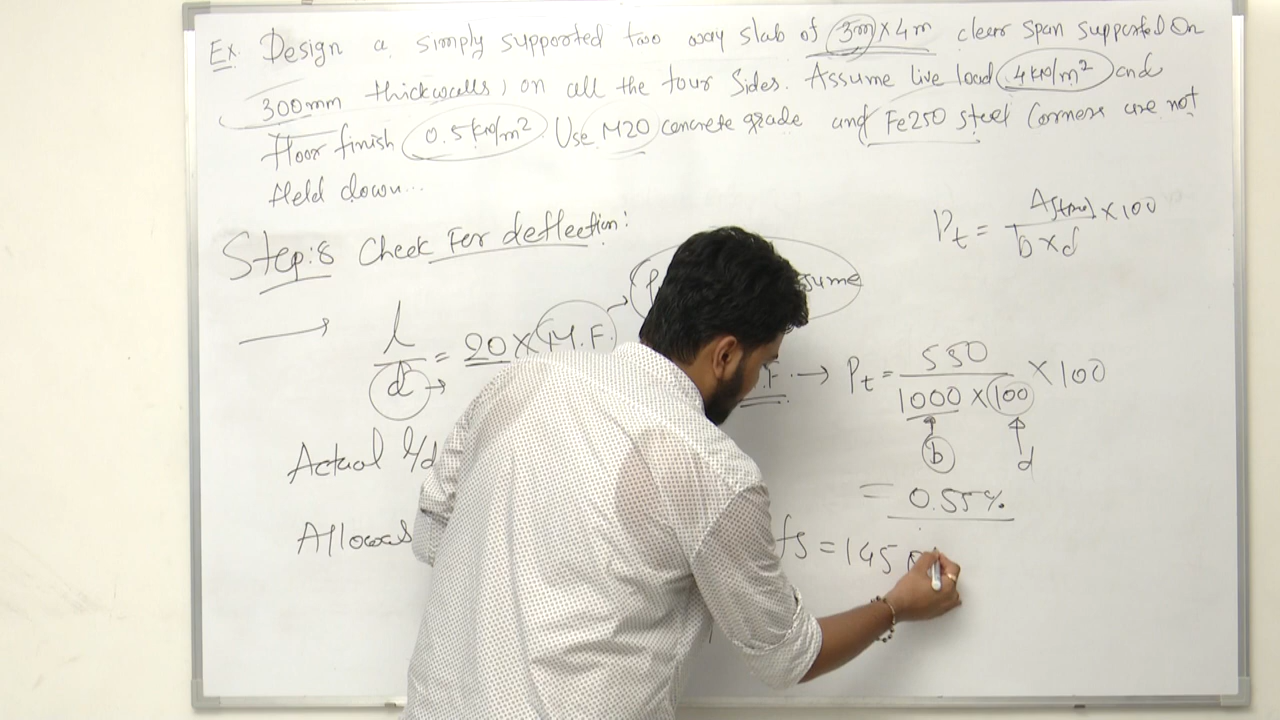 Ex. Design a simply supported two way slab of 3m x 4m clear span supported on
300mm thickwalls, on all the four Sides. Assume live load 4 kN/m² and
floor finish 0.5 kN/m² Use M20 concrete grade and Fe250 steel Corners are not
Held down...
Step:8 Check For deflection:
Pt = Ast / b x d x 100
sume
l / d = 20 x M.F.
F. → Pt = 550 / 1000 x 100 x 100
b d
Actual l/d
= 0.55%
Allowa
fs = 145